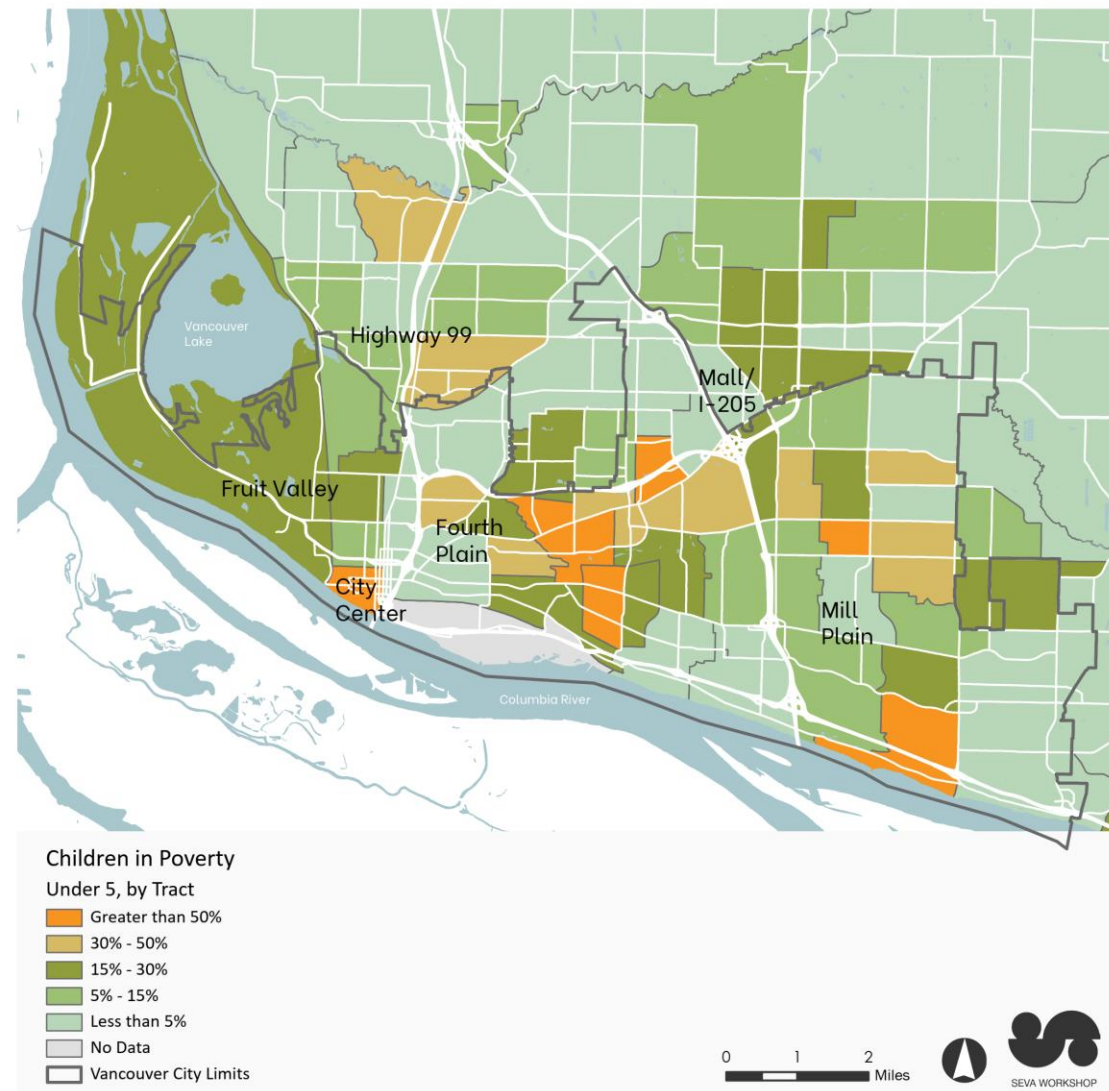 Vancouver
Lake
Highway 99
Mall/
I-205
Fruit Valley
Fourth
Plain
City
Center
Mill
Plain
Columbia River
Children in Poverty
Under 5, by Tract
Greater than 50%
30% - 50%
15% - 30%
5% - 15%
Less than 5%
No Data
Vancouver City Limits
0 1 2
Miles
SEVA WORKSHOP